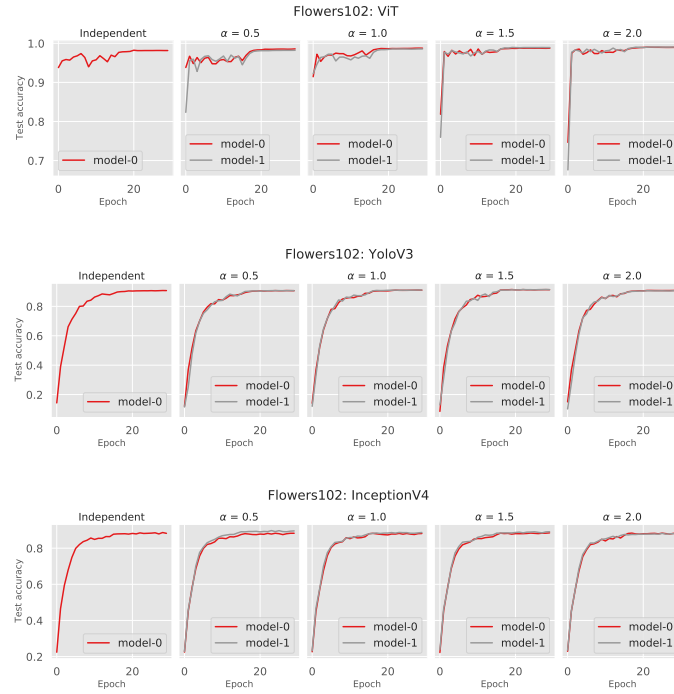 Flowers102: ViT
Independent
α = 0.5
α = 1.0
α = 1.5
α = 2.0
1.0
0.9
0.8
0.7
Test accuracy
model-0
model-0
model-1
model-0
model-1
model-0
model-1
model-0
model-1
0 20
0 20
0 20
0 20
0 20
Epoch
Epoch
Epoch
Epoch
Epoch
Flowers102: YoloV3
Independent
α = 0.5
α = 1.0
α = 1.5
α = 2.0
0.8
0.6
0.4
0.2
Test accuracy
model-0
model-0
model-1
model-0
model-1
model-0
model-1
model-0
model-1
0 20
0 20
0 20
0 20
0 20
Epoch
Epoch
Epoch
Epoch
Epoch
Flowers102: InceptionV4
Independent
α = 0.5
α = 1.0
α = 1.5
α = 2.0
0.8
0.6
0.4
0.2
Test accuracy
model-0
model-0
model-1
model-0
model-1
model-0
model-1
model-0
model-1
0 20
0 20
0 20
0 20
0 20
Epoch
Epoch
Epoch
Epoch
Epoch